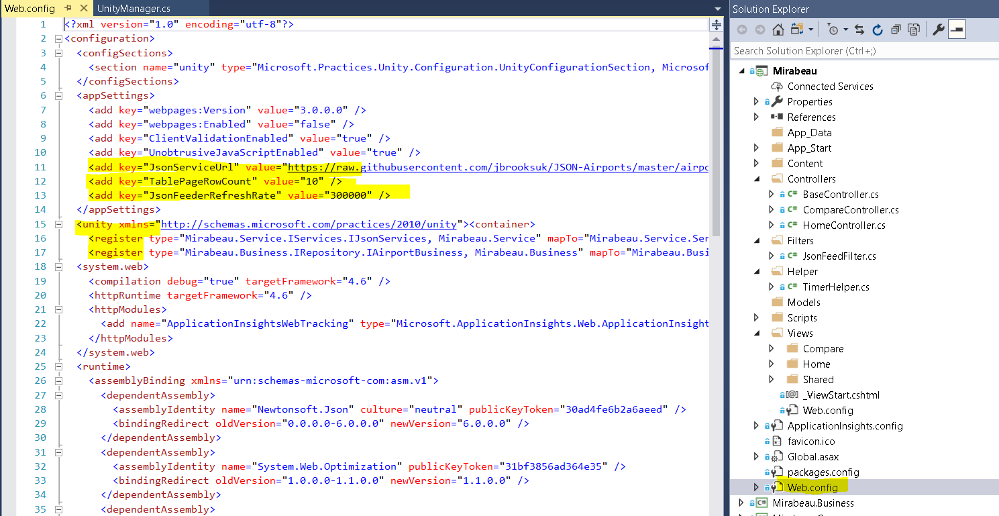 Web.config
UnityManager.cs
1 <?xml version="1.0" encoding="utf-8"?>
2 <configuration>
3 <configSections>
4 <section name="unity" type="Microsoft.Practices.Unity.Configuration.UnityConfigurationSection, Microsof
5 </configSections>
6 <appSettings>
7 <add key="webpages:Version" value="3.0.0.0" />
8 <add key="webpages:Enabled" value="false" />
9 <add key="ClientValidationEnabled" value="true" />
10 <add key="UnobtrusiveJavaScriptEnabled" value="true" />
11 <add key="JsonServiceUrl" value="https://raw.githubusercontent.com/jbrooksuk/JSON-Airports/master/airpo
12 <add key="TablePageRowCount" value="10" />
13 <add key="JsonFeederRefreshRate" value="300000" />
14 </appSettings>
15 <unity xmlns="http://schemas.microsoft.com/practices/2010/unity"><container>
16 <register type="Mirabeau.Service.IServices.IJsonServices, Mirabeau.Service" mapTo="Mirabeau.Service.Ser
17 <register type="Mirabeau.Business.IRepository.IAirportBusiness, Mirabeau.Business" mapTo="Mirabeau.Busi
18 <system.web>
19 <compilation debug="true" targetFramework="4.6" />
20 <httpRuntime targetFramework="4.6" />
21 <httpModules>
22 <add name="ApplicationInsightsWebTracking" type="Microsoft.ApplicationInsights.Web.ApplicationInsight
23 </httpModules>
24 </system.web>
25 <runtime>
26 <assemblyBinding xmlns="urn:schemas-microsoft-com:asm.v1">
27 <dependentAssembly>
28 <assemblyIdentity name="Newtonsoft.Json" culture="neutral" publicKeyToken="30ad4fe6b2a6aeed" />
29 <bindingRedirect oldVersion="0.0.0.0-6.0.0.0" newVersion="6.0.0.0" />
30 </dependentAssembly>
31 <dependentAssembly>
32 <assemblyIdentity name="System.Web.Optimization" publicKeyToken="31bf3856ad364e35" />
33 <bindingRedirect oldVersion="1.0.0.0-1.1.0.0" newVersion="1.1.0.0" />
34 </dependentAssembly>
35 <dependentAssembly>
Solution Explorer
Search Solution Explorer (Ctrl+;)
Mirabeau
Connected Services
Properties
References
App_Data
App_Start
Content
Controllers
C# BaseController.cs
C# CompareController.cs
C# HomeController.cs
Filters
C# JsonFeedFilter.cs
Helper
C# TimerHelper.cs
Models
Scripts
Views
Compare
Home
Shared
_ViewStart.cshtml
Web.config
ApplicationInsights.config
favicon.ico
Global.asax
packages.config
Web.config
C# Mirabeau.Business